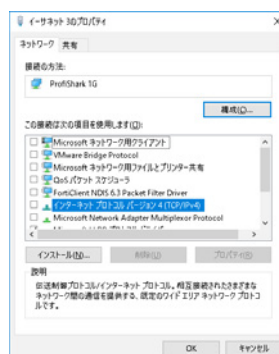 イーサネット 3のプロパティ
ネットワーク 共有
接続の方法:
ProfiShark 1G
構成(C)...
この接続は次の項目を使用します(O):
Microsoft ネットワーク用クライアント
VMware Bridge Protocol
Microsoft ネットワーク用ファイルとプリンター共有
QoS パケット スケジューラ
FortiClient NDIS 6.3 Packet Filter Driver
インターネット プロトコル バージョン 4 (TCP/IPv4)
Microsoft Network Adapter Multiplexor Protocol
インストール(N)... 削除(U) プロパティ(R)
説明
伝送制御プロトコル/インターネット プロトコル。相互接続されたさまざまな
ネットワーク間の通信を提供する、既定のワイド エリア ネットワーク プロトコ
ルです。
OK キャンセル